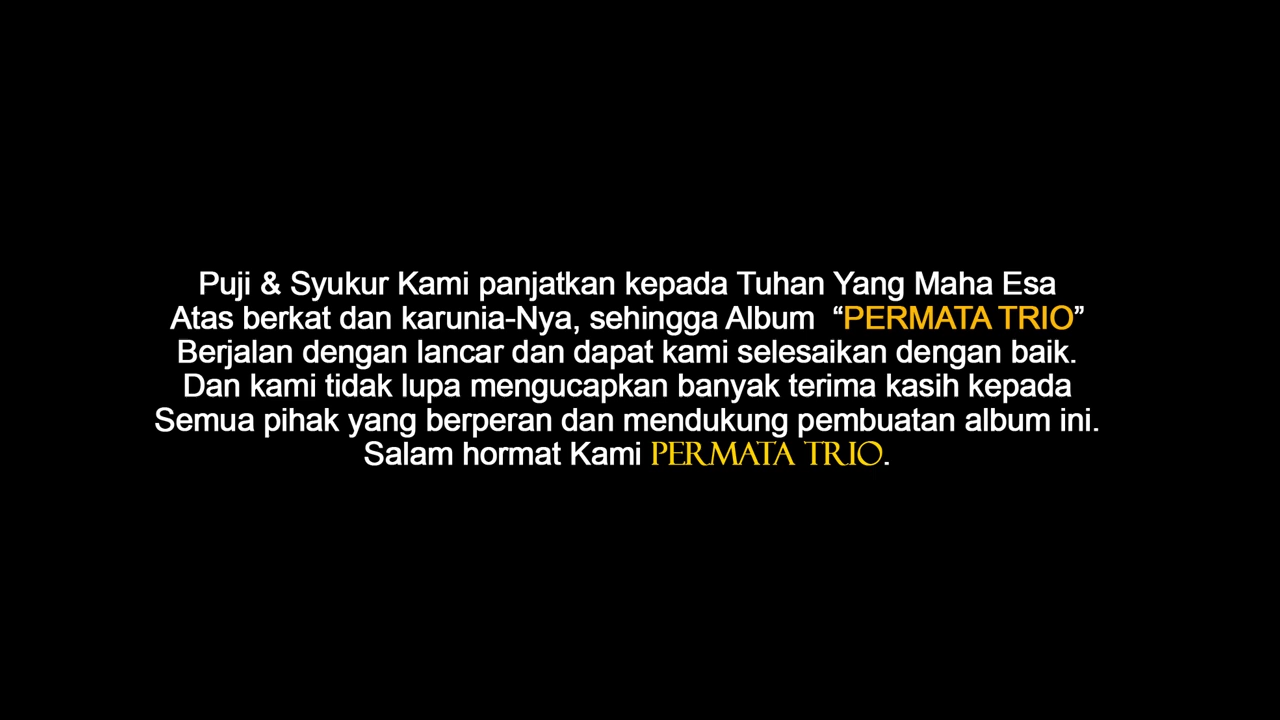 Puji & Syukur Kami panjatkan kepada Tuhan Yang Maha Esa
Atas berkat dan karunia-Nya, sehingga Album “PERMATA TRIO”
Berjalan dengan lancar dan dapat kami selesaikan dengan baik.
Dan kami tidak lupa mengucapkan banyak terima kasih kepada
Semua pihak yang berperan dan mendukung pembuatan album ini.
Salam hormat Kami PERMATA TRIO.